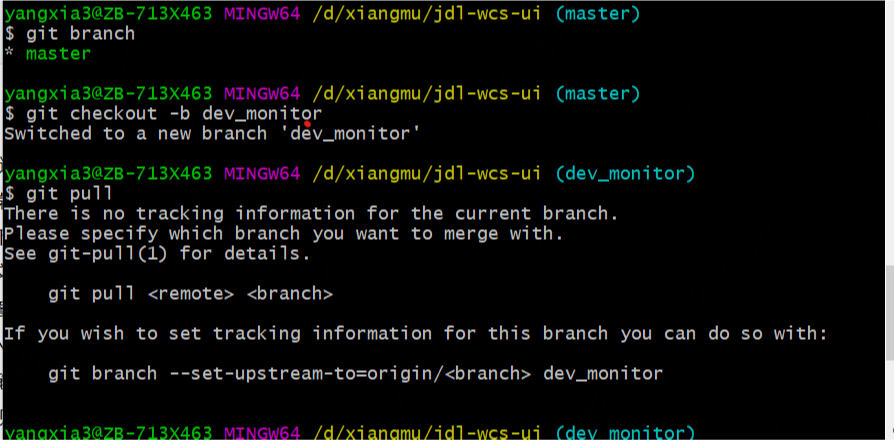 yangxia3@ZB-713X463 MINGW64 /d/xiangmu/jdl-wcs-ui (master)
$ git branch
* master
yangxia3@ZB-713X463 MINGW64 /d/xiangmu/jdl-wcs-ui (master)
$ git checkout -b dev_monitor
Switched to a new branch 'dev_monitor'
yangxia3@ZB-713X463 MINGW64 /d/xiangmu/jdl-wcs-ui (dev_monitor)
$ git pull
There is no tracking information for the current branch.
Please specify which branch you want to merge with.
See git-pull(1) for details.
git pull <remote> <branch>
If you wish to set tracking information for this branch you can do so with:
git branch --set-upstream-to=origin/<branch> dev_monitor
yangxia3@ZB-713X463 MINGW64 /d/xiangmu/jdl-wcs-ui (dev_monitor)